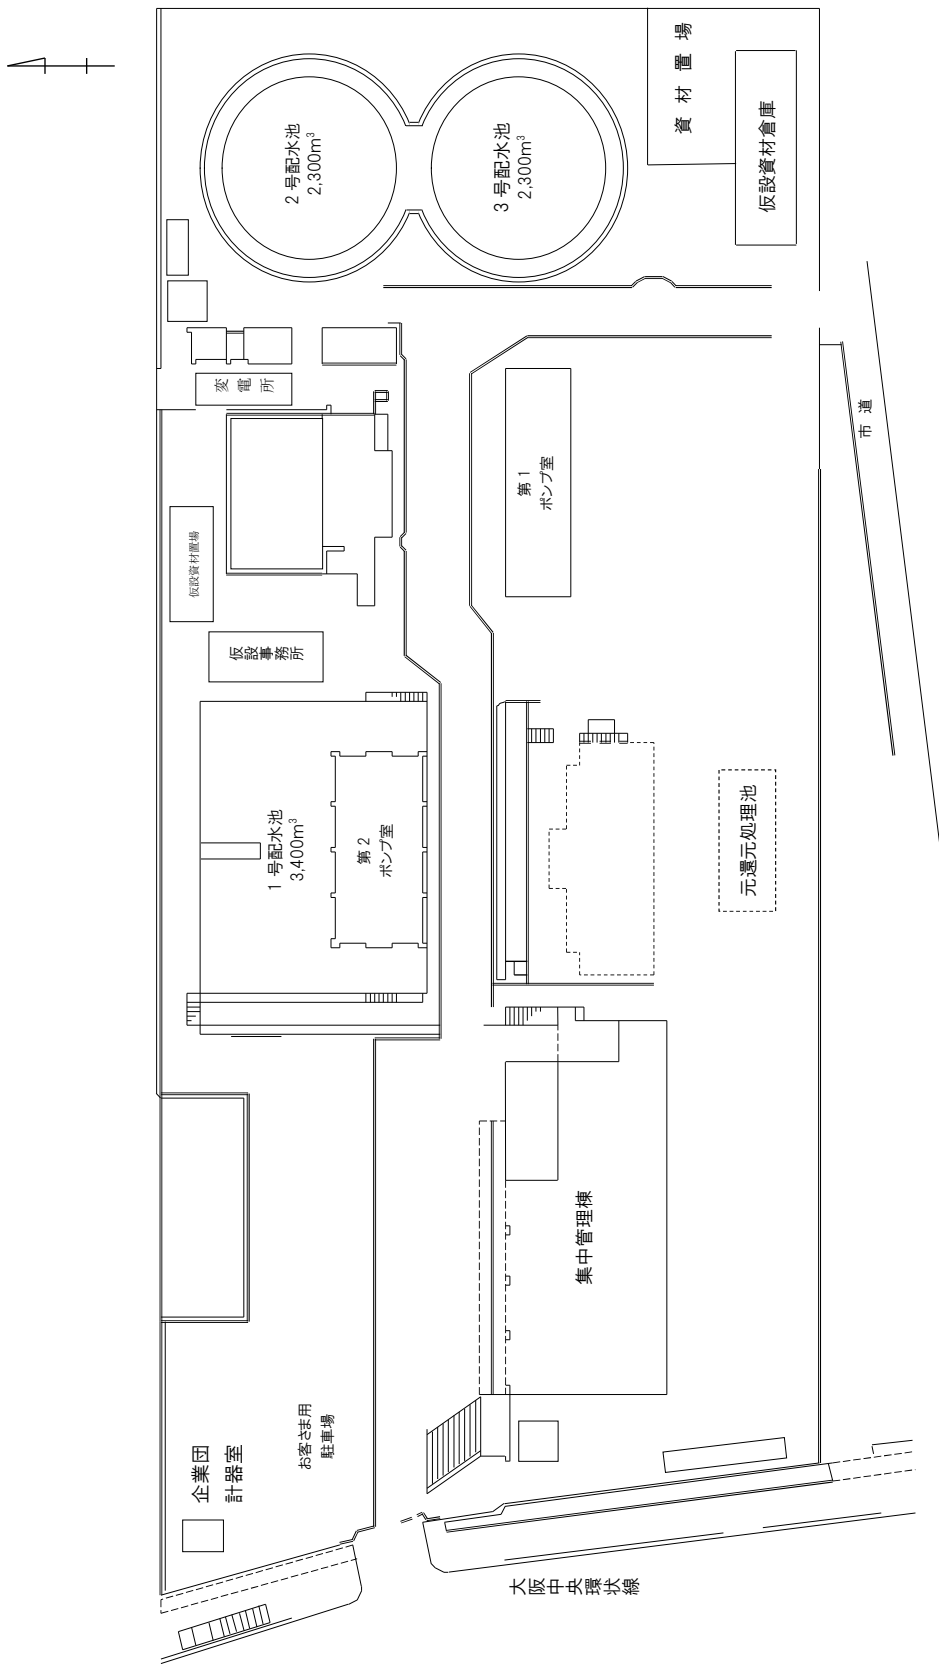 資材置場
仮設資材倉庫
2号配水池
2,300m³
3号配水池
2,300m³
変電所
市道
第1
ポンプ室
仮設資材置場
仮設事務所
1号配水池
3,400m³
第2
ポンプ室
元還元処理池
集中管理棟
お客さま用
駐車場
企業団
計器室
大阪中央環状線